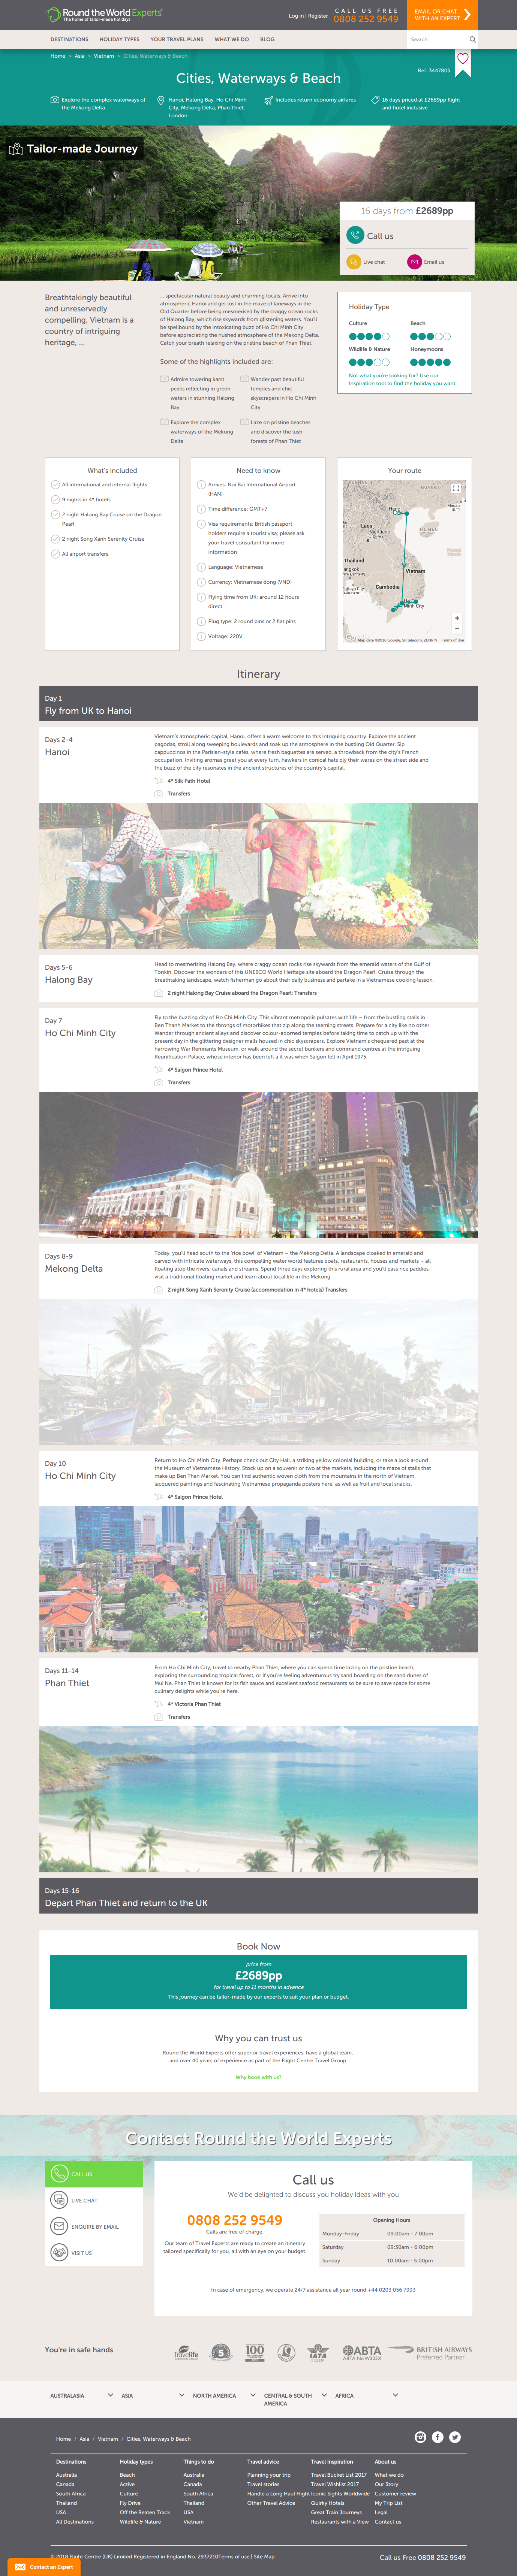 Round the World Experts®
The home of tailor-made holidays
Log in | Register
CALL US FREE
0808 252 9549
EMAIL OR CHAT
WITH AN EXPERT
DESTINATIONS HOLIDAY TYPES YOUR TRAVEL PLANS WHAT WE DO BLOG
Search
Home > Asia > Vietnam > Cities, Waterways & Beach
Ref: 3447805
Cities, Waterways & Beach
Explore the complex waterways of
the Mekong Delta
Hanoi, Halong Bay, Ho Chi Minh
City, Mekong Delta, Phan Thiet,
London
Includes return economy airfares
16 days priced at £2689pp flight
and hotel inclusive
Tailor-made Journey
16 days from £2689pp
Call us
Live chat
Email us
Breathtakingly beautiful
and unreservedly
compelling, Vietnam is a
country of intriguing
heritage, ...
... spectacular natural beauty and charming locals. Arrive into
atmospheric Hanoi and get lost in the maze of laneways in the
Old Quarter before being mesmerised by the craggy ocean rocks
of Halong Bay, which rise skywards from glistening waters. You'll
be spellbound by the intoxicating buzz of Ho Chi Minh City
before appreciating the hushed atmosphere of the Mekong Delta.
Catch your breath relaxing on the pristine beach of Phan Thiet.
Some of the highlights included are:
Admire towering karst
peaks reflecting in green
waters in stunning Halong
Bay
Wander past beautiful
temples and chic
skyscrapers in Ho Chi Minh
City
Explore the complex
waterways of the Mekong
Delta
Laze on pristine beaches
and discover the lush
forests of Phan Thiet
Holiday Type
Culture
Beach
Wildlife & Nature
Honeymoons
Not what you're looking for? Use our
inspiration tool to find the holiday you want.
What's included
All international and internal flights
9 nights in 4* hotels
2 night Halong Bay Cruise on the Dragon
Pearl
2 night Song Xanh Serenity Cruise
All airport transfers
Need to know
Arrives: Noi Bai International Airport
(HAN)
Time difference: GMT+7
Visa requirements: British passport
holders require a tourist visa; please ask
your travel consultant for more
information
Language: Vietnamese
Currency: Vietnamese dong (VND)
Flying time from UK: around 12 hours
direct
Plug type: 2 round pins or 2 flat pins
Voltage: 220V
Your route
GUANGXI
Macau
Hanoi
Laos
Vientiane
Thailand
Vietnam
Cambodia
Minh City
Map data ©2018 Google, SK telecom, ZENRIN Terms of Use
Itinerary
Day 1
Fly from UK to Hanoi
Days 2-4
Hanoi
Vietnam's atmospheric capital, Hanoi, offers a warm welcome to this intriguing country. Explore the ancient
pagodas, stroll along sweeping boulevards and soak up the atmosphere in the bustling Old Quarter. Sip
cappuccinos in the Parisian-style cafés, where fresh baguettes are served, a throwback from the city's French
occupation. Inviting aromas greet you at every turn, hawkers in conical hats ply their wares on the street side and
the buzz of the city resonates in the ancient structures of the country's capital.
4* Silk Path Hotel
Transfers
Days 5-6
Halong Bay
Head to mesmerising Halong Bay, where craggy ocean rocks rise skywards from the emerald waters of the Gulf of
Tonkin. Discover the wonders of this UNESCO World Heritage site aboard the Dragon Pearl. Cruise through the
breathtaking landscape, watch fisherman go about their daily business and partake in a Vietnamese cooking lesson.
2 night Halong Bay Cruise aboard the Dragon Pearl; Transfers
Day 7
Ho Chi Minh City
Fly to the buzzing city of Ho Chi Minh City. This vibrant metropolis pulsates with life – from the bustling stalls in
Ben Thanh Market to the throngs of motorbikes that zip along the teeming streets. Prepare for a city like no other.
Wander through ancient alleys and discover colour-adorned temples before taking time to catch up with the
present day in the glittering designer malls housed in chic skyscrapers. Explore Vietnam's chequered past at the
harrowing War Remnants Museum, or walk around the secret bunkers and command centres at the intriguing
Reunification Palace, whose interior has been left a it was when Saigon fell in April 1975.
4* Saigon Prince Hotel
Transfers
Days 8-9
Mekong Delta
Today, you'll head south to the 'rice bowl' of Vietnam – the Mekong Delta. A landscape cloaked in emerald and
carved with intricate waterways, this compelling water world features boats, restaurants, houses and markets – all
floating atop the rivers, canals and streams. Spend three days exploring this rural area and you'll pass rice paddies,
visit a traditional floating market and learn about local life in the Mekong.
2 night Song Xanh Serenity Cruise (accommodation in 4* hotels) Transfers
Day 10
Ho Chi Minh City
Return to Ho Chi Minh City. Perhaps check out City Hall, a striking yellow colonial building, or take a look around
the Museum of Vietnamese History. Stock up on a souvenir or two at the markets, including the maze of stalls that
make up Ben Than Market. You can find authentic woven cloth from the mountains in the north of Vietnam,
lacquered paintings and fascinating Vietnamese propaganda posters here, as well as fruit and local snacks.
4* Saigon Prince Hotel
Days 11-14
Phan Thiet
From Ho Chi Minh City, travel to nearby Phan Thiet, where you can spend time lazing on the pristine beach,
exploring the surrounding tropical forest, or if you're feeling adventurous try sand boarding on the sand dunes of
Mui Ne. Phan Thiet is known for its fish sauce and excellent seafood restaurants so be sure to save space for some
culinary delights while you're here.
4* Victoria Phan Thiet
Transfers
Days 15-16
Depart Phan Thiet and return to the UK
Book Now
price from
£2689pp
for travel up to 11 months in advance
This journey can be tailor-made by our experts to suit your plan or budget.
Why you can trust us
Round the World Experts offer superior travel experiences, have a global team,
and over 40 years of experience as part of the Flight Centre Travel Group.
Why book with us?
Contact Round the World Experts
CALL US
LIVE CHAT
ENQUIRE BY EMAIL
VISIT US
Call us
We'd be delighted to discuss you holiday ideas with you
0808 252 9549
Calls are free of charge.
Our team of Travel Experts are ready to create an itinerary
tailored specifically for you, all with an eye on your budget.
Opening Hours
Monday-Friday 09:00am - 7:00pm
Saturday 09:30am - 6:00pm
Sunday 10:00am - 5:00pm
In case of emergency, we operate 24/7 assistance all year round +44 0203 056 7993
You're in safe hands
Travelife
5
100
IATA
ABTA
ABTA No W3258
BRITISH AIRWAYS
Preferred Partner
AUSTRALASIA ASIA NORTH AMERICA CENTRAL & SOUTH
AMERICA AFRICA
Home / Asia / Vietnam / Cities, Waterways & Beach
Destinations Holiday types Things to do Travel advice Travel Inspiration About us
Australia Beach Australia Planning your trip Travel Bucket List 2017 What we do
Canada Active Canada Travel stories Travel Wishlist 2017 Our Story
South Africa Culture South Africa Handle a Long Haul Flight Iconic Sights Worldwide Customer review
Thailand Fly Drive Thailand Other Travel Advice Quirky Hotels My Trip List
USA Off the Beaten Track USA Great Train Journeys Legal
All Destinations Wildlife & Nature Vietnam Restaurants with a View Contact us
© 2018 Flight Centre (UK) Limited Registered in England No. 2937210 Terms of use | Site Map
Call us Free 0808 252 9549
Contact an Expert